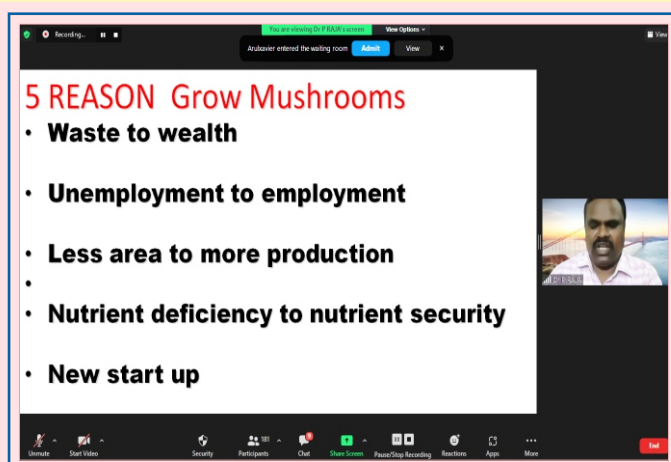 You are viewing Dr P RAJA's screen View Options
Recording...
View
Arulxavier entered the waiting room Admit View ×
5 REASON Grow Mushrooms
• Waste to wealth
• Unemployment to employment
• Less area to more production
•
• Nutrient deficiency to nutrient security
• New start up
Unmute Start Video Security Participants 181 Chat Share Screen Pause/Stop Recording Reactions Apps More End